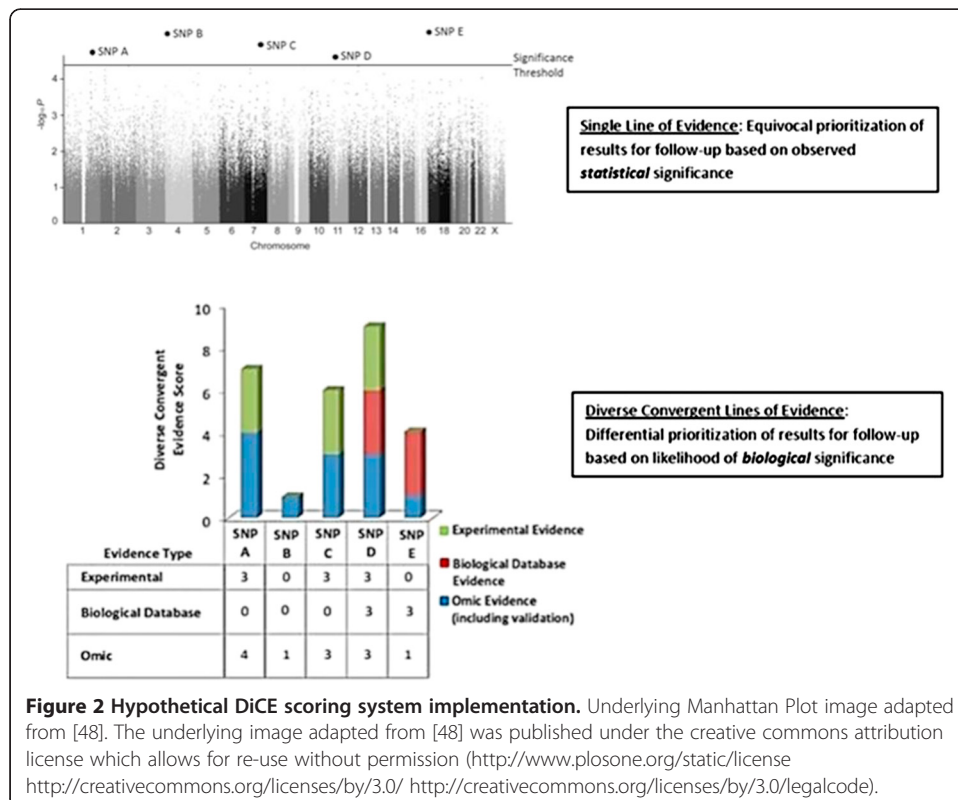 SNP A
SNP B
SNP C
SNP D
SNP E
Significance
Threshold
-log₁₀P
4
3
2
1
0
1 2 3 4 5 6 7 8 9 10 11 12 13 14 16 18 20 22 X
Chromosome
Single Line of Evidence: Equivocal prioritization of
results for follow-up based on observed
statistical significance
Diverse Convergent
Evidence Score
10
8
6
4
2
0
Evidence Type SNP A SNP B SNP C SNP D SNP E
Experimental 3 0 3 3 0
Biological Database 0 0 0 3 3
Omic 4 1 3 3 1
Experimental Evidence
Biological Database
Evidence
Omic Evidence
(including validation)
Diverse Convergent Lines of Evidence:
Differential prioritization of results for follow-up
based on likelihood of biological significance
Figure 2 Hypothetical DiCE scoring system implementation. Underlying Manhattan Plot image adapted
from [48]. The underlying image adapted from [48] was published under the creative commons attribution
license which allows for re-use without permission (http://www.plosone.org/static/license
http://creativecommons.org/licenses/by/3.0/ http://creativecommons.org/licenses/by/3.0/legalcode).